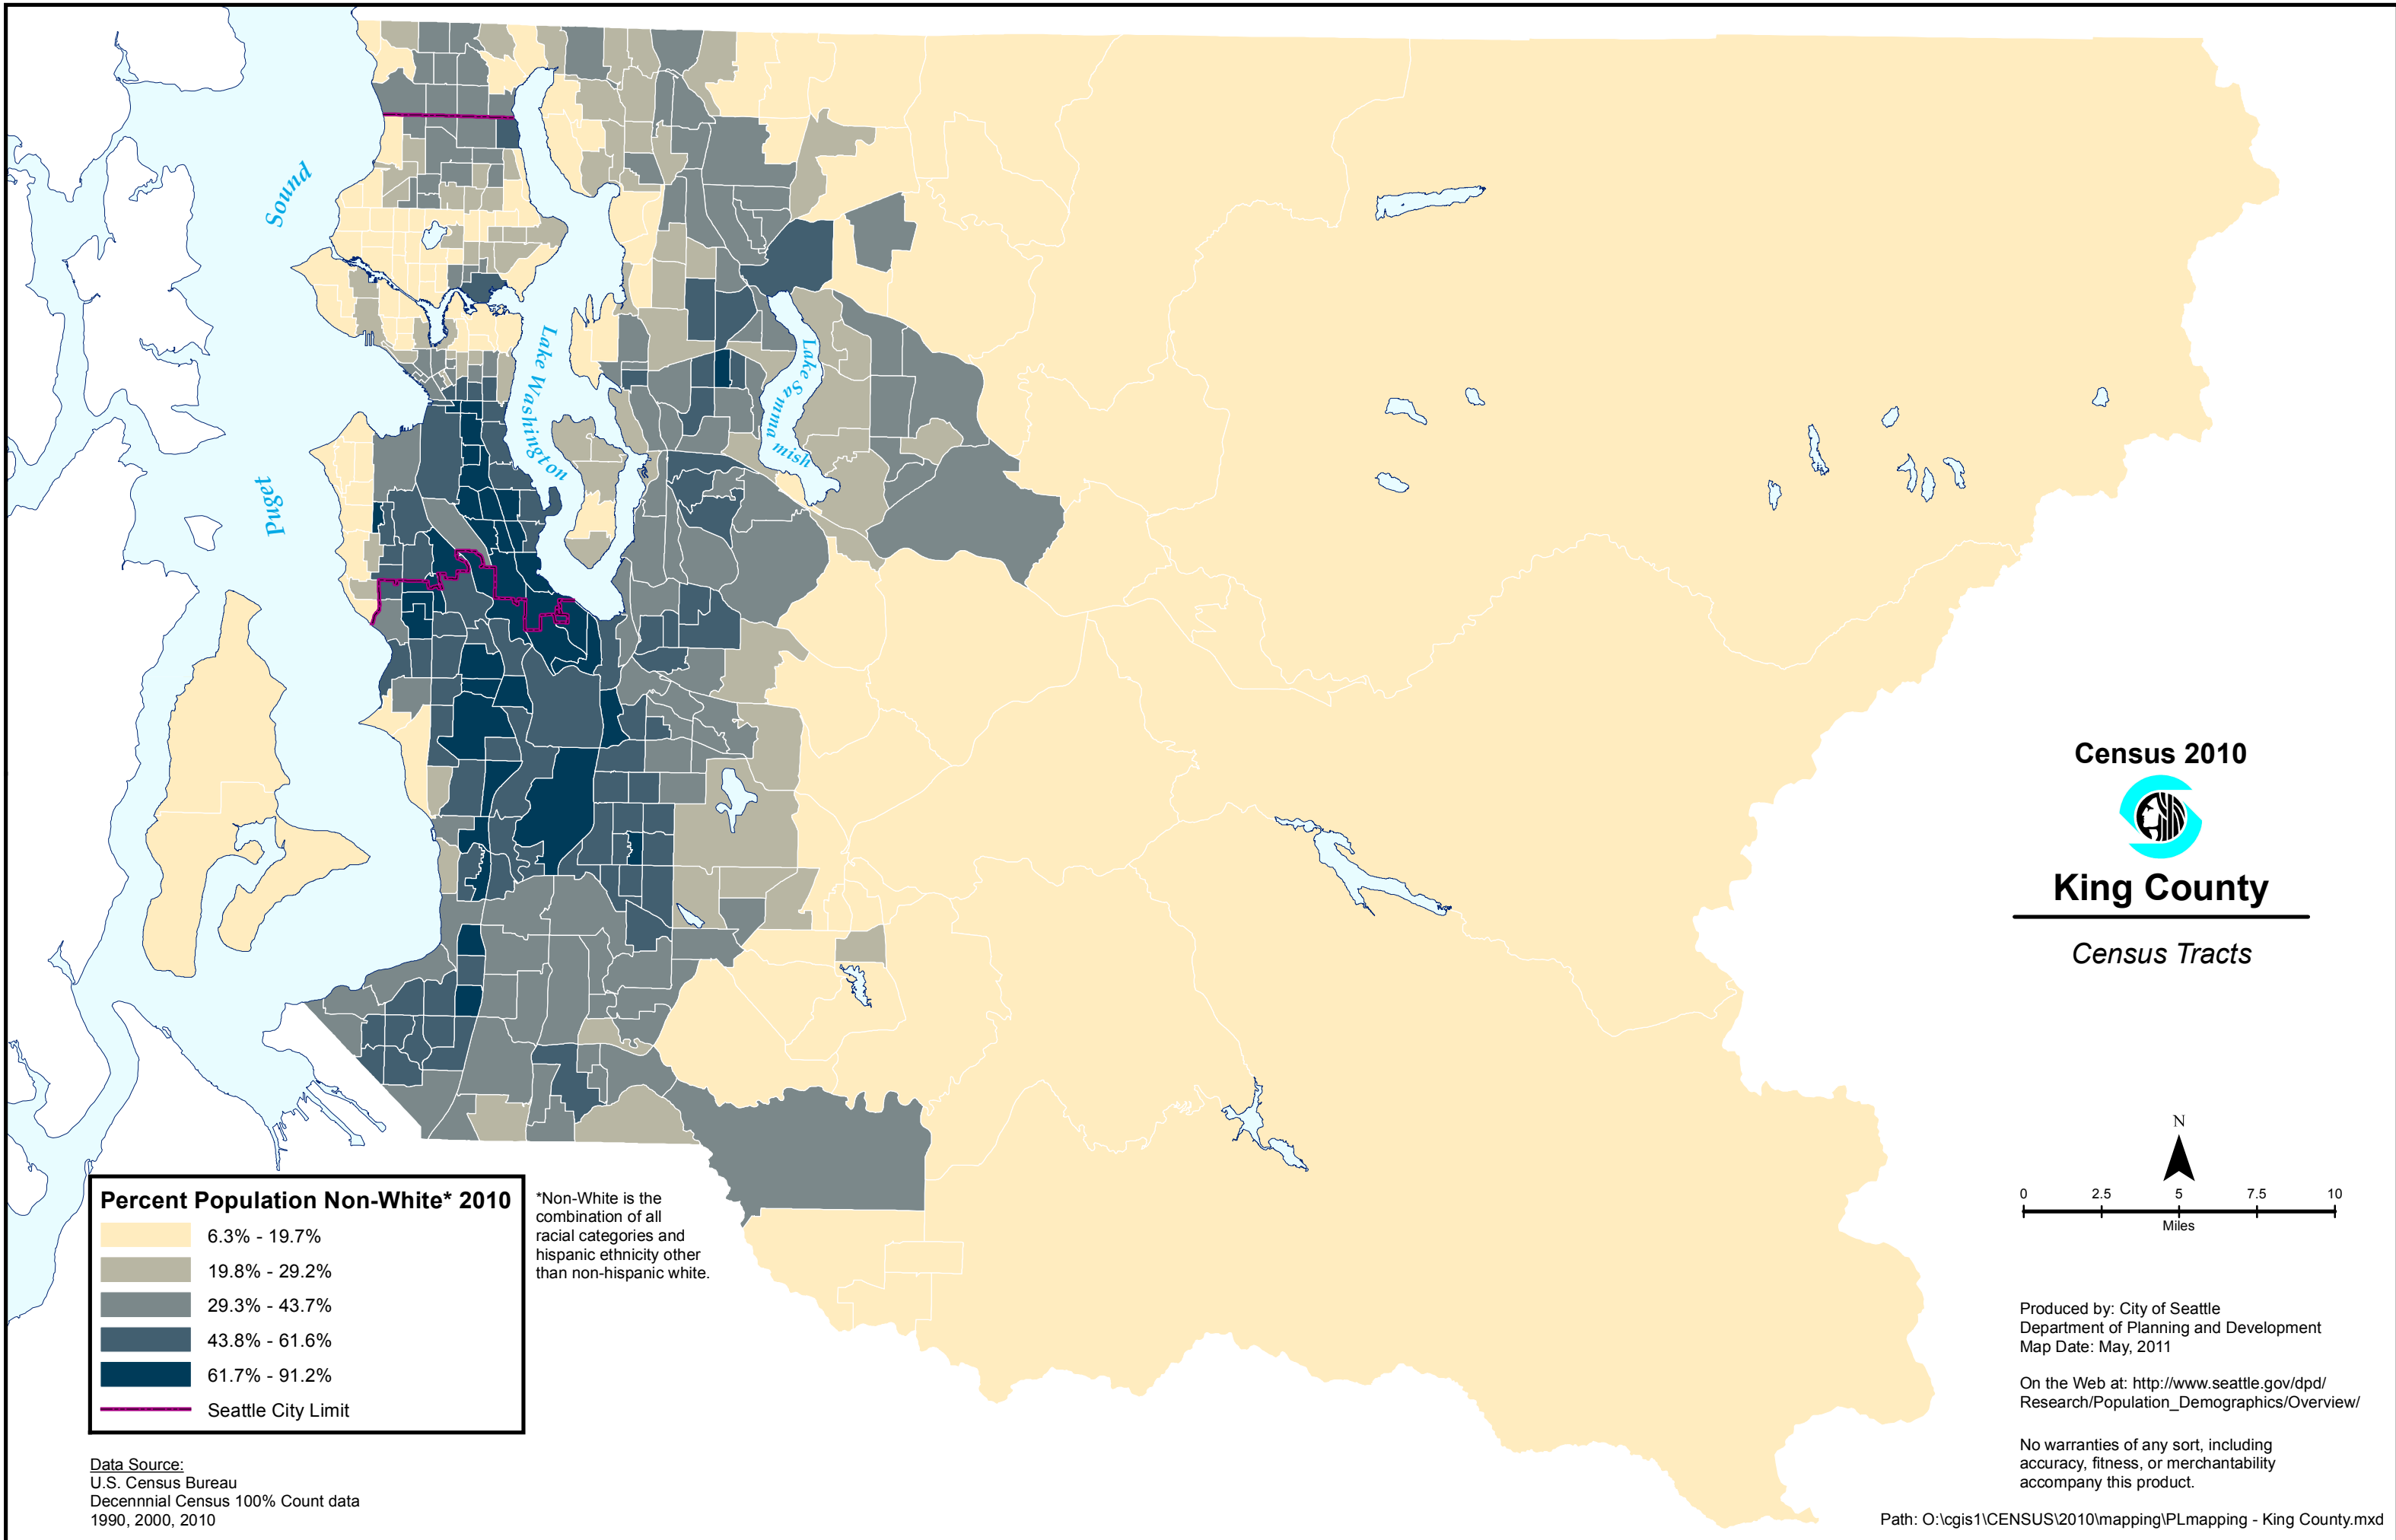 Sound
Puget
Lake Washington
Lake Samma mish
Census 2010
King County
Census Tracts
N
0 2.5 5 7.5 10
Miles
Percent Population Non-White* 2010
6.3% - 19.7%
19.8% - 29.2%
29.3% - 43.7%
43.8% - 61.6%
61.7% - 91.2%
Seattle City Limit
*Non-White is the
combination of all
racial categories and
hispanic ethnicity other
than non-hispanic white.
Data Source:
U.S. Census Bureau
Decennnial Census 100% Count data
1990, 2000, 2010
Produced by: City of Seattle
Department of Planning and Development
Map Date: May, 2011
On the Web at: http://www.seattle.gov/dpd/
Research/Population_Demographics/Overview/
No warranties of any sort, including
accuracy, fitness, or merchantability
accompany this product.
Path: O:\cgis1\CENSUS\2010\mapping\PLmapping - King County.mxd